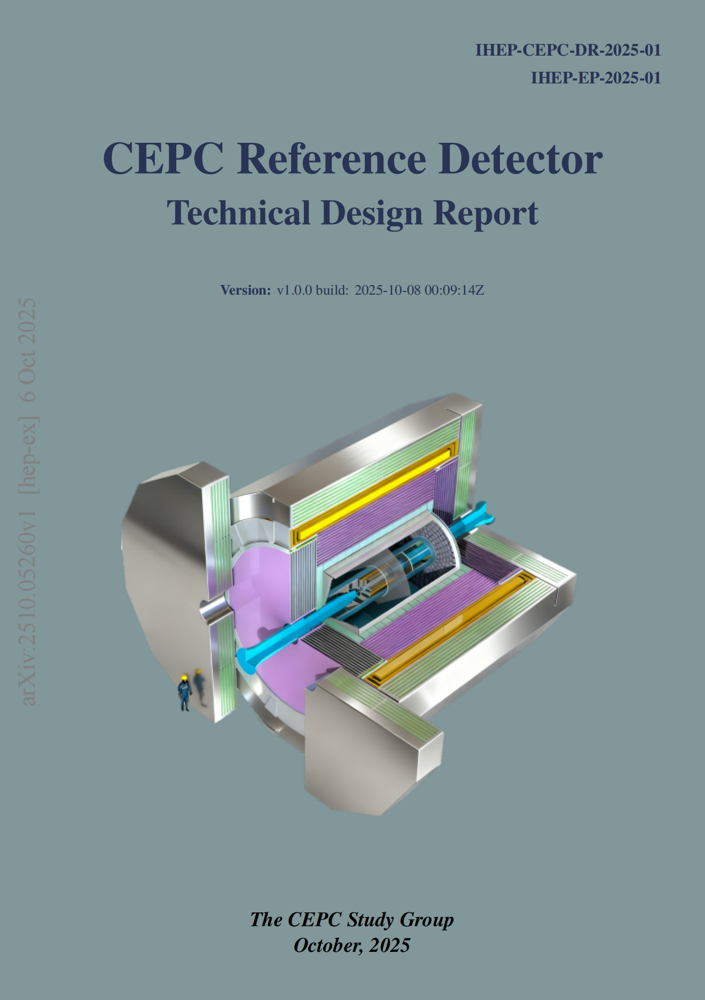 IHEP-CEPC-DR-2025-01
IHEP-EP-2025-01
CEPC Reference Detector
Technical Design Report
Version: v1.0.0 build: 2025-10-08 00:09:14Z
arXiv:2510.05260v1 [hep-ex] 6 Oct 2025
The CEPC Study Group
October, 2025